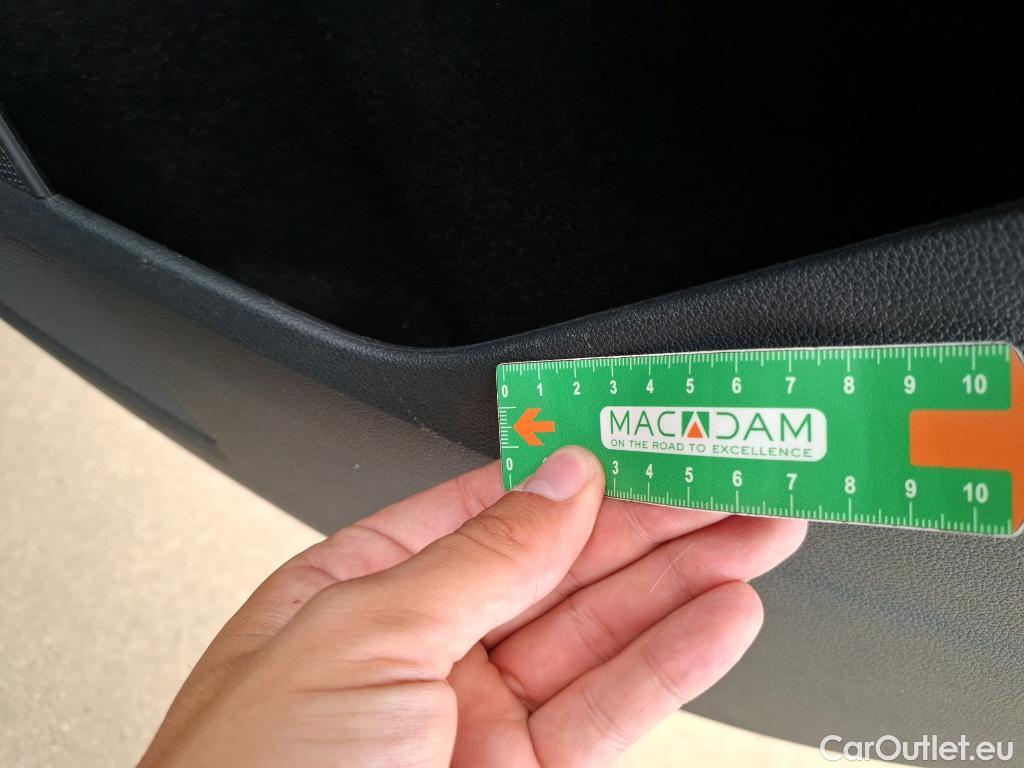 0 1 2 3 4 5 6 7 8 9 10
MACADAM
ON THE ROAD TO EXCELLENCE
0 1 3 4 5 6 7 8 9 10
CarOutlet.eu